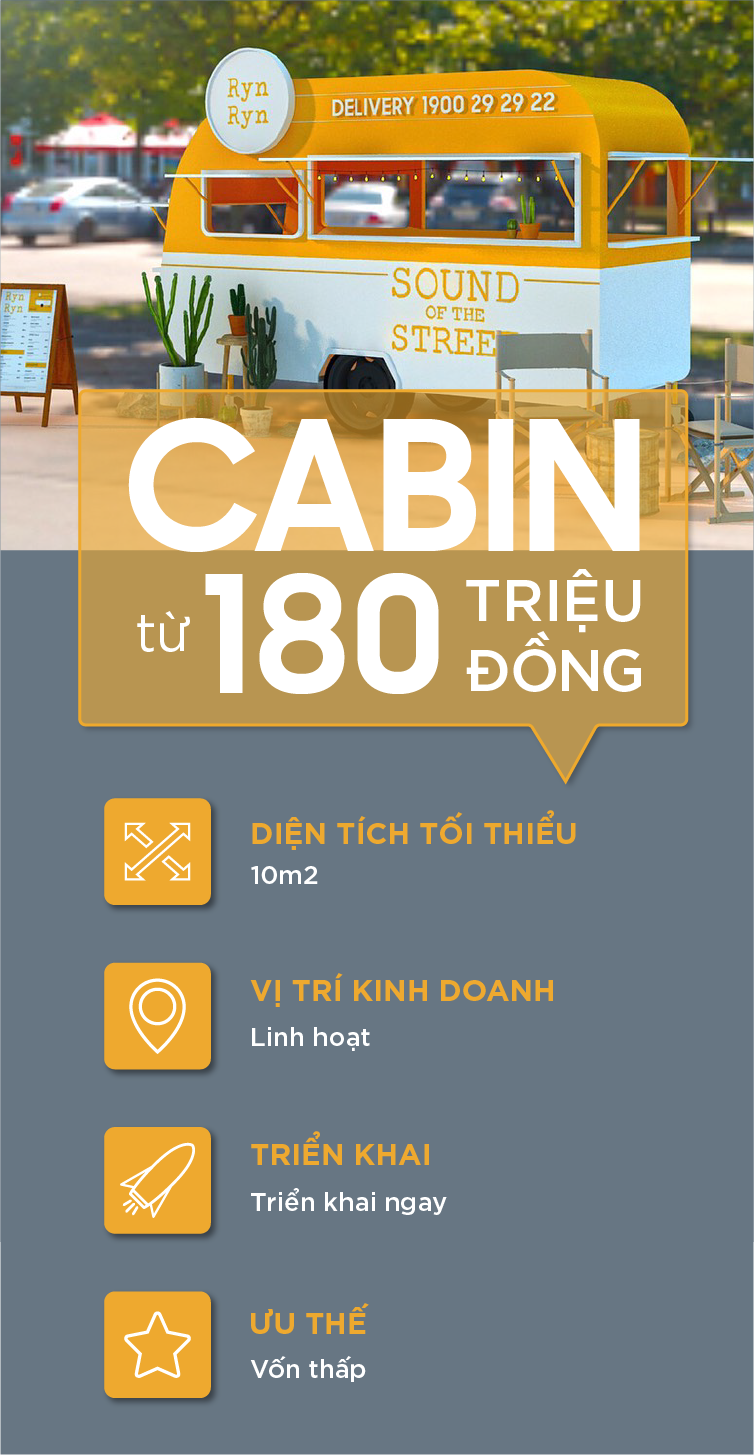 Ryn
Ryn
DELIVERY 1900 29 29 22
SOUND
OF THE
STREE
Ryn
Ryn
CABIN
từ 180 TRIỆU
ĐỒNG
DIỆN TÍCH TỐI THIỂU
10m2
VỊ TRÍ KINH DOANH
Linh hoạt
TRIỂN KHAI
Triển khai ngay
ƯU THẾ
Vốn thấp